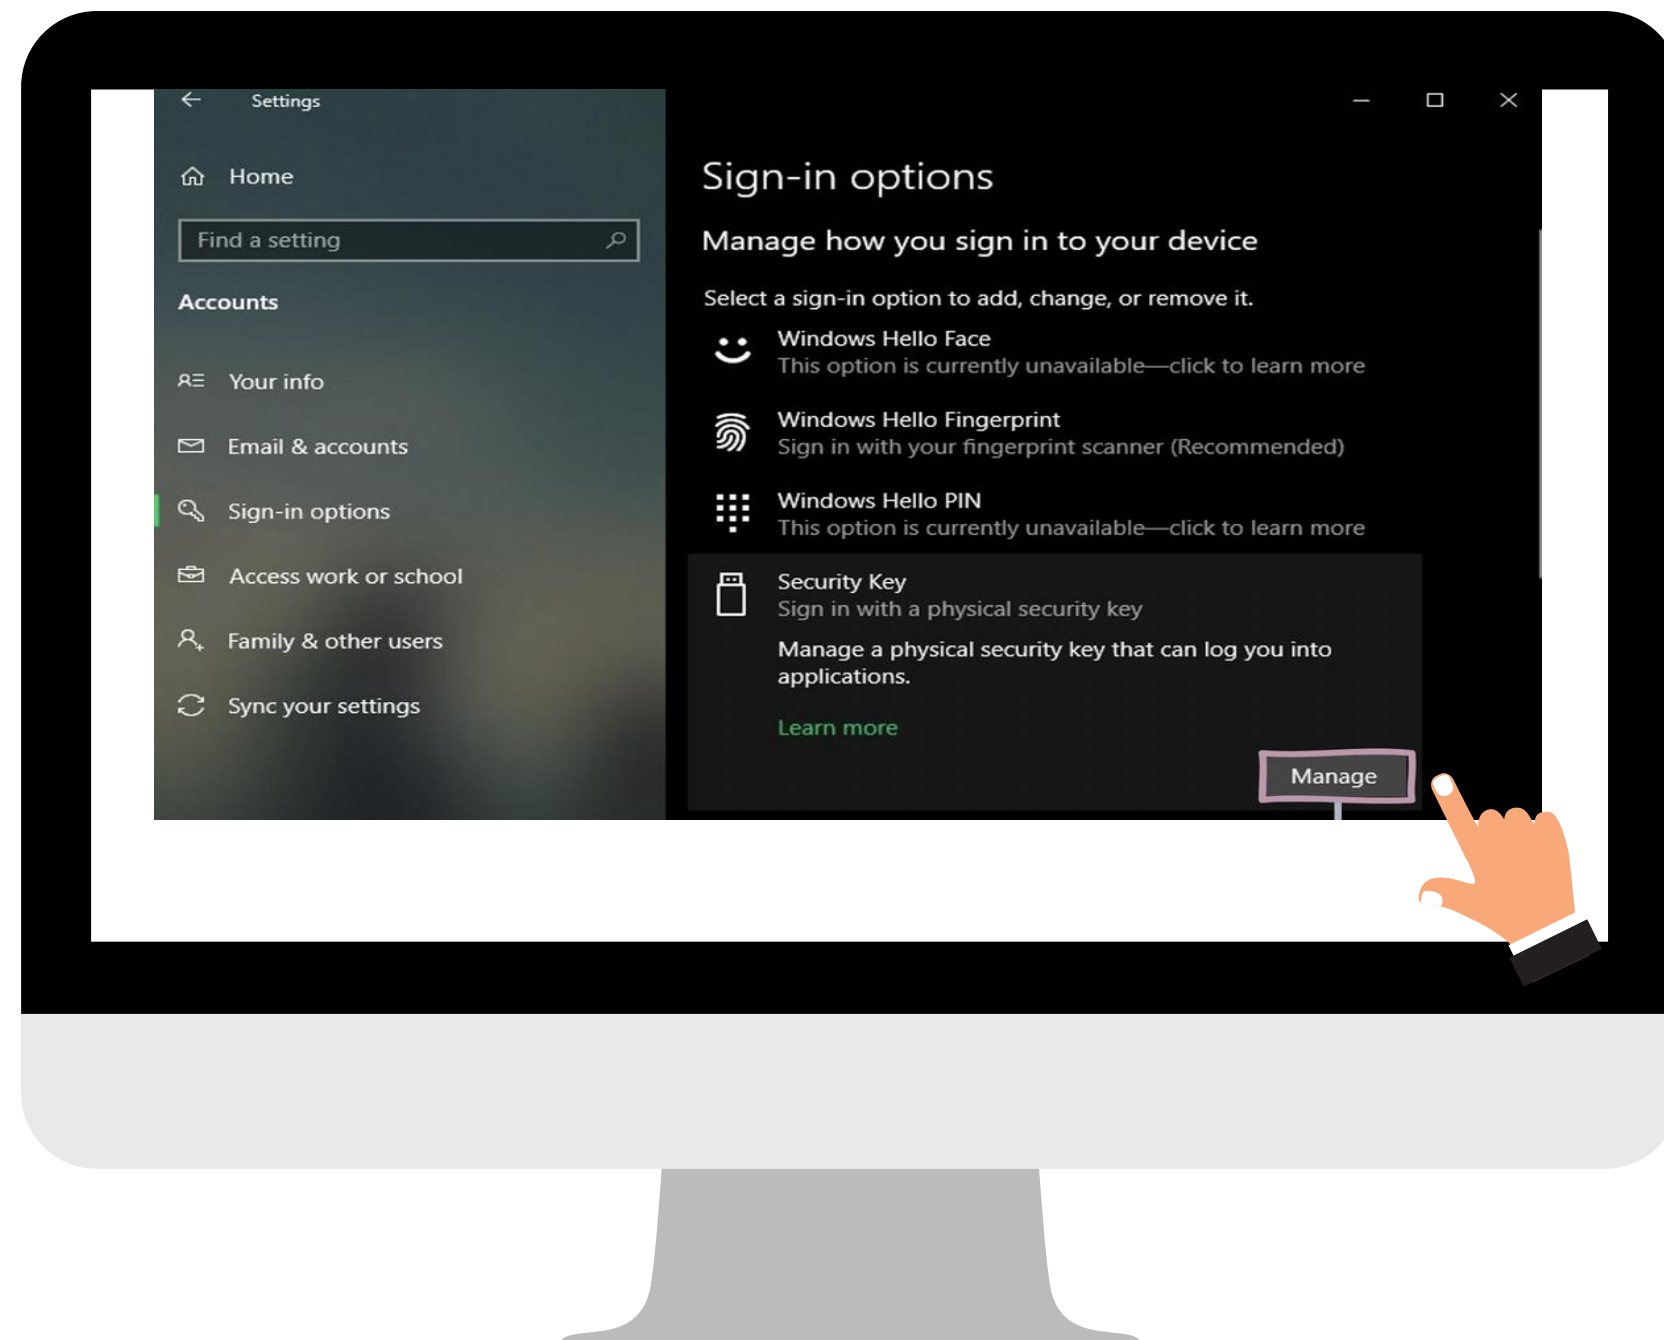 Settings
Home
Find a setting
Accounts
Your info
Email & accounts
Sign-in options
Access work or school
Family & other users
Sync your settings
Sign-in options
Manage how you sign in to your device
Select a sign-in option to add, change, or remove it.
Windows Hello Face
This option is currently unavailable—click to learn more
Windows Hello Fingerprint
Sign in with your fingerprint scanner (Recommended)
Windows Hello PIN
This option is currently unavailable—click to learn more
Security Key
Sign in with a physical security key
Manage a physical security key that can log you into
applications.
Learn more
Manage